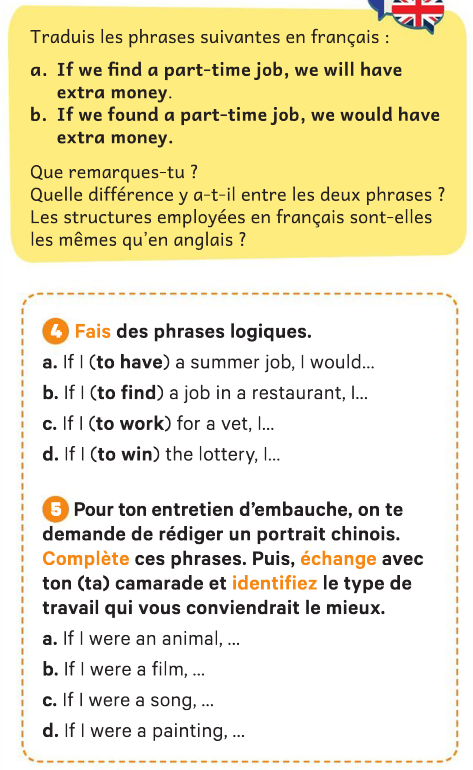 Traduis les phrases suivantes en français :
a. If we find a part-time job, we will have
extra money.
b. If we found a part-time job, we would have
extra money.
Que remarques-tu ?
Quelle différence y a-t-il entre les deux phrases ?
Les structures employées en français sont-elles
les mêmes qu'en anglais ?
4 Fais des phrases logiques.
a. If I (to have) a summer job, I would...
b. If I (to find) a job in a restaurant, I...
c. If I (to work) for a vet, I...
d. If I (to win) the lottery, I...
5 Pour ton entretien d'embauche, on te
demande de rédiger un portrait chinois.
Complète ces phrases. Puis, échange avec
ton (ta) camarade et identifiez le type de
travail qui vous conviendrait le mieux.
a. If I were an animal, ...
b. If I were a film, ...
c. If I were a song, ...
d. If I were a painting, ...